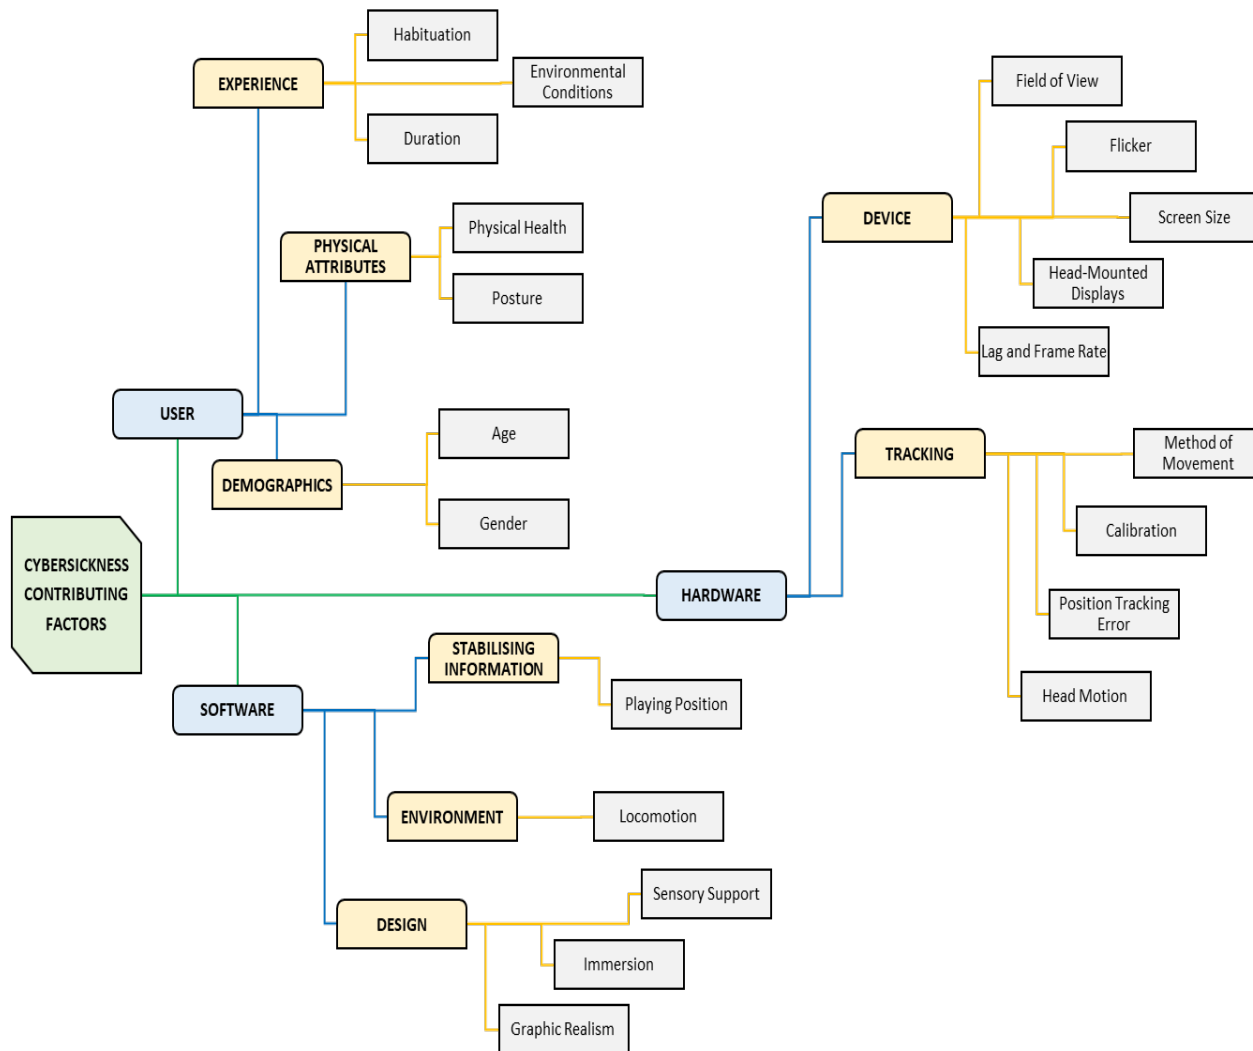 Habituation
EXPERIENCE
Environmental
Conditions
Duration
PHYSICAL
ATTRIBUTES
Physical Health
Posture
USER
DEMOGRAPHICS
Age
Gender
CYBERSICKNESS
CONTRIBUTING
FACTORS
HARDWARE
DEVICE
Field of View
Flicker
Screen Size
Head-Mounted
Displays
Lag and Frame Rate
TRACKING
Method of
Movement
Calibration
Position Tracking
Error
Head Motion
SOFTWARE
STABILISING
INFORMATION
Playing Position
ENVIRONMENT
Locomotion
DESIGN
Sensory Support
Immersion
Graphic Realism